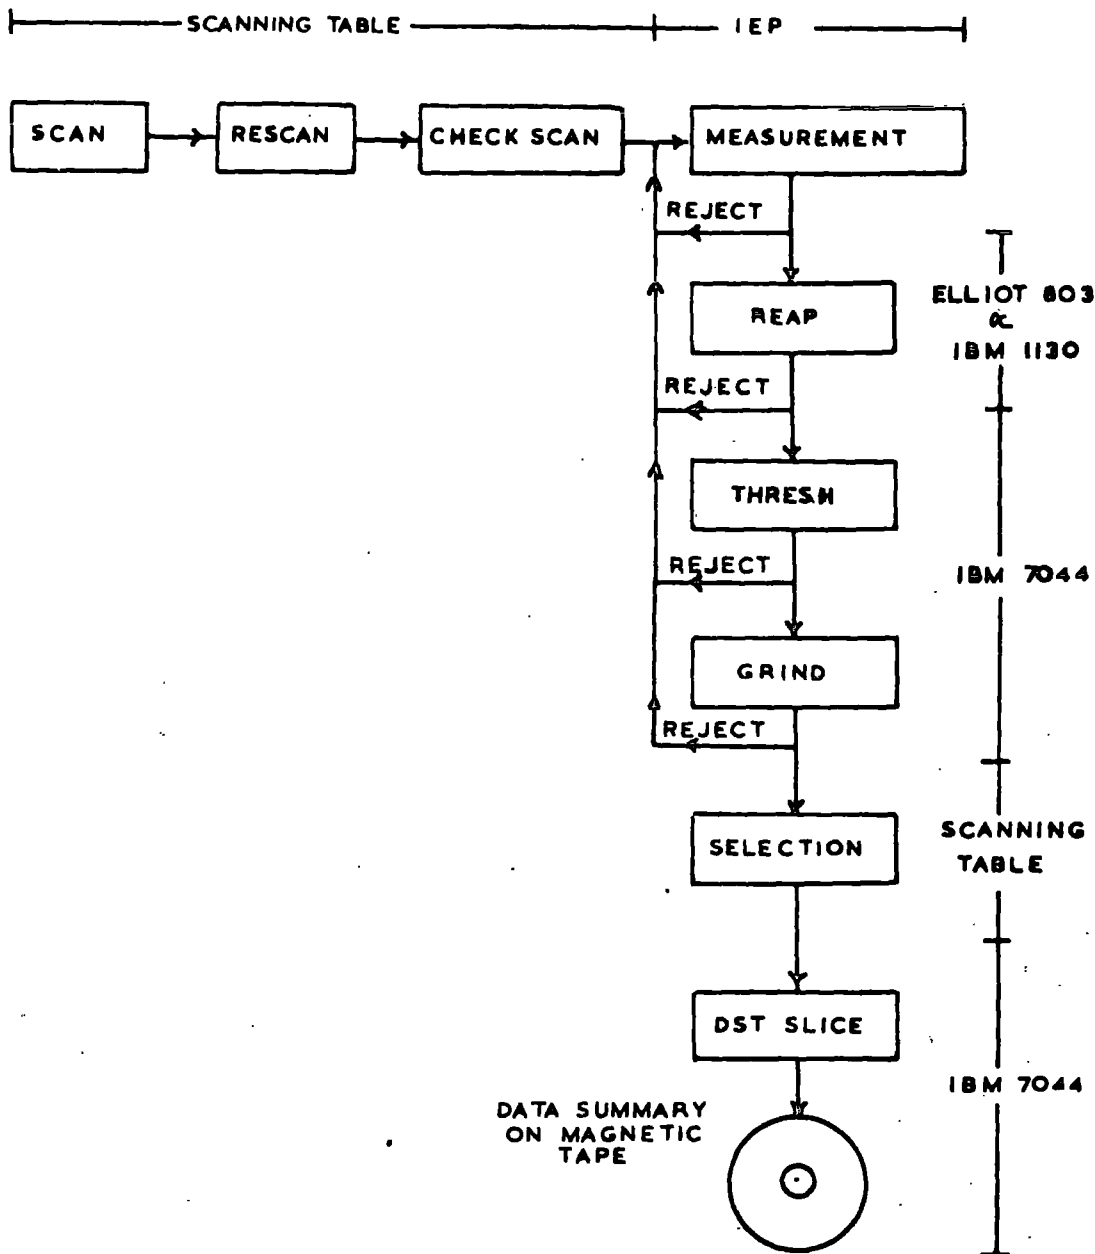 SCANNING TABLE
IEP
SCAN
RESCAN
CHECK SCAN
MEASUREMENT
REJECT
REAP
ELLIOT 803
&
IBM 1130
REJECT
THRESH
REJECT
IBM 7044
GRIND
REJECT
SELECTION
SCANNING
TABLE
DST SLICE
IBM 7044
DATA SUMMARY
ON MAGNETIC
TAPE